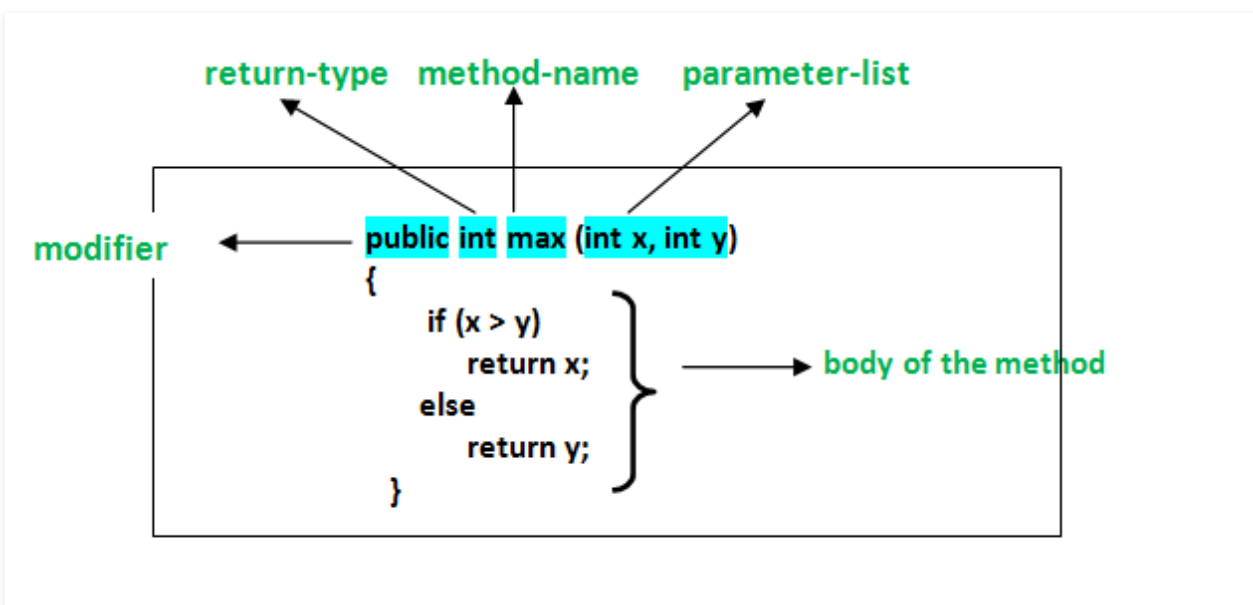 return-type method-name parameter-list
modifier
public int max (int x, int y)
{
if (x > y)
return x;
else
return y;
}
body of the method